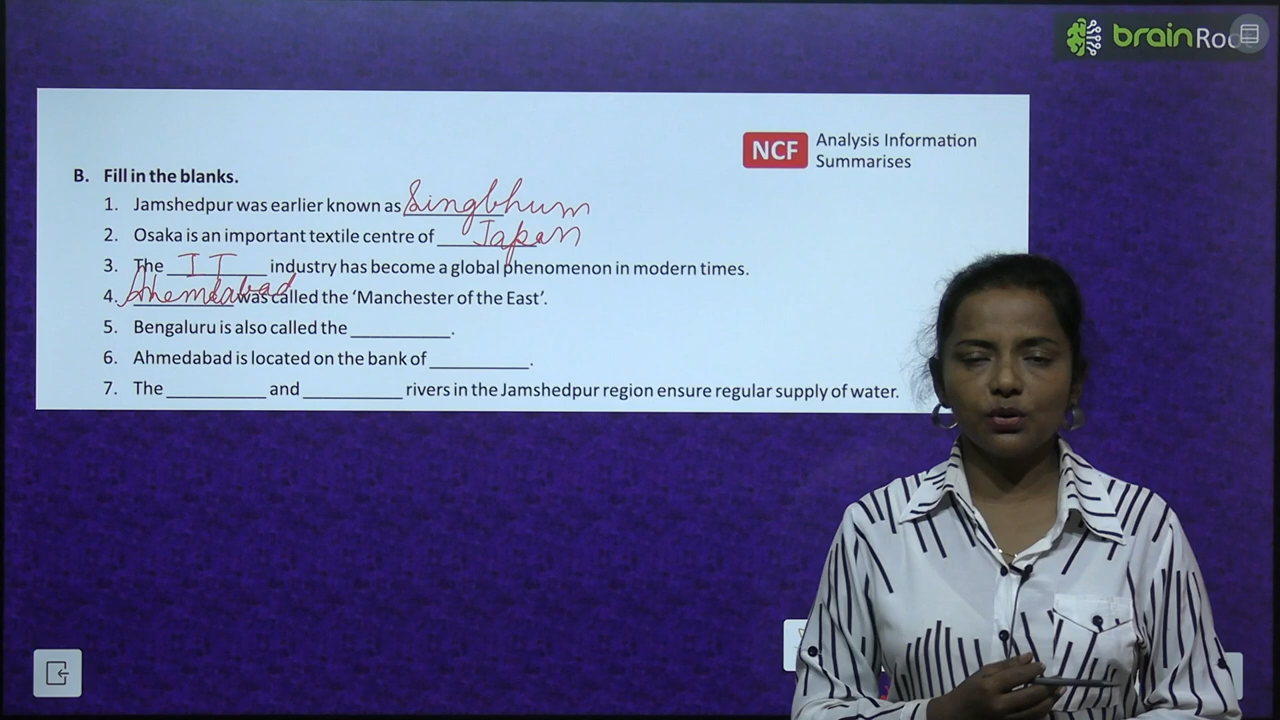 brainRoot
NCF Analysis Information
Summarises
B. Fill in the blanks.
1. Jamshedpur was earlier known as Singbhum
2. Osaka is an important textile centre of Japan
3. The IT industry has become a global phenomenon in modern times.
4. Ahemdabad was called the ‘Manchester of the East’.
5. Bengaluru is also called the __________.
6. Ahmedabad is located on the bank of __________.
7. The __________ and __________ rivers in the Jamshedpur region ensure regular supply of water.